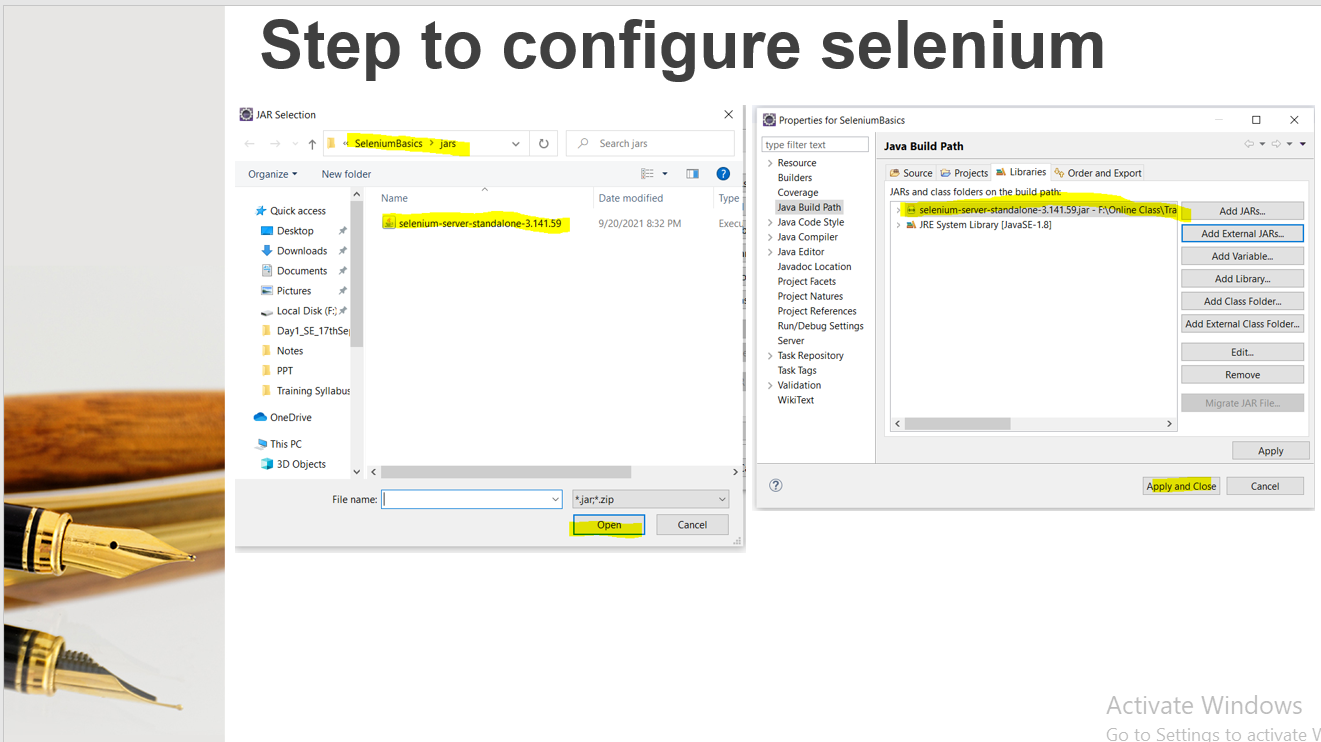 Step to configure selenium
JAR Selection
« SeleniumBasics > jars
Search jars
Organize
New folder
Name
Date modified
Type
selenium-server-standalone-3.141.59
9/20/2021 8:32 PM
Execu
Quick access
Desktop
Downloads
Documents
Pictures
Local Disk (F:)
Day1_SE_17thSep
Notes
PPT
Training Syllabus
OneDrive
This PC
3D Objects
File name:
*.jar;*.zip
Open
Cancel
Properties for SeleniumBasics
type filter text
Resource
Builders
Coverage
Java Build Path
Java Code Style
Java Compiler
Java Editor
Javadoc Location
Project Facets
Project Natures
Project References
Run/Debug Settings
Server
Task Repository
Task Tags
Validation
WikiText
Java Build Path
Source
Projects
Libraries
Order and Export
JARs and class folders on the build path:
selenium-server-standalone-3.141.59.jar - F:\Online Class\Tra
JRE System Library [JavaSE-1.8]
Add JARs...
Add External JARs...
Add Variable...
Add Library...
Add Class Folder...
Add External Class Folder...
Edit...
Remove
Migrate JAR File...
Apply
Apply and Close
Cancel
Activate Windows
Go to Settings to activate W